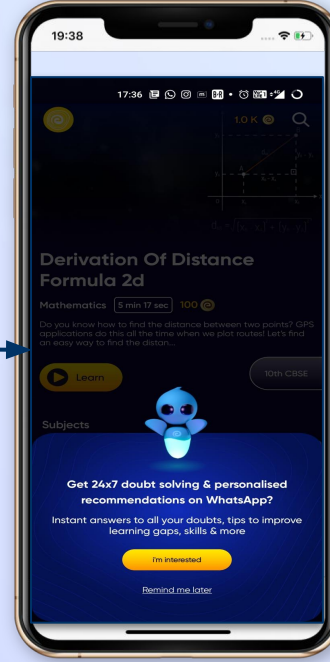 19:38
17:36
1.0 K
Derivation Of Distance
Formula 2d
Mathematics 5 min 17 sec 100
Do you know how to find the distance between two points? GPS
applications do this all the time when we plot routes! Let's find
an easy way to find the distan...
Learn
10th CBSE
Subjects
Get 24x7 doubt solving & personalised
recommendations on WhatsApp?
Instant answers to all your doubts, tips to improve
learning gaps, skills & more
I'm interested
Remind me later